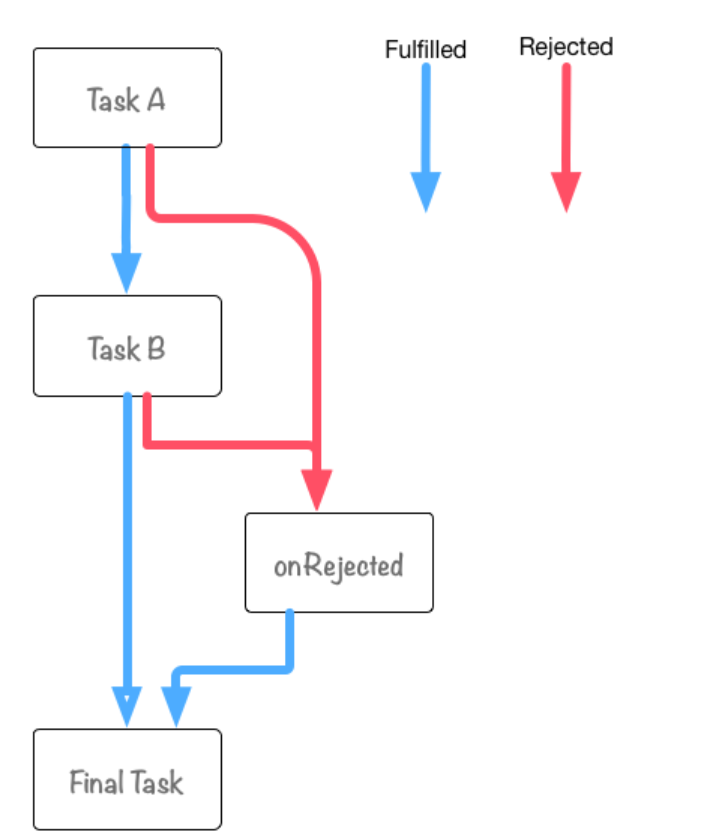 Fulfilled
Rejected
Task A
Task B
onRejected
Final Task